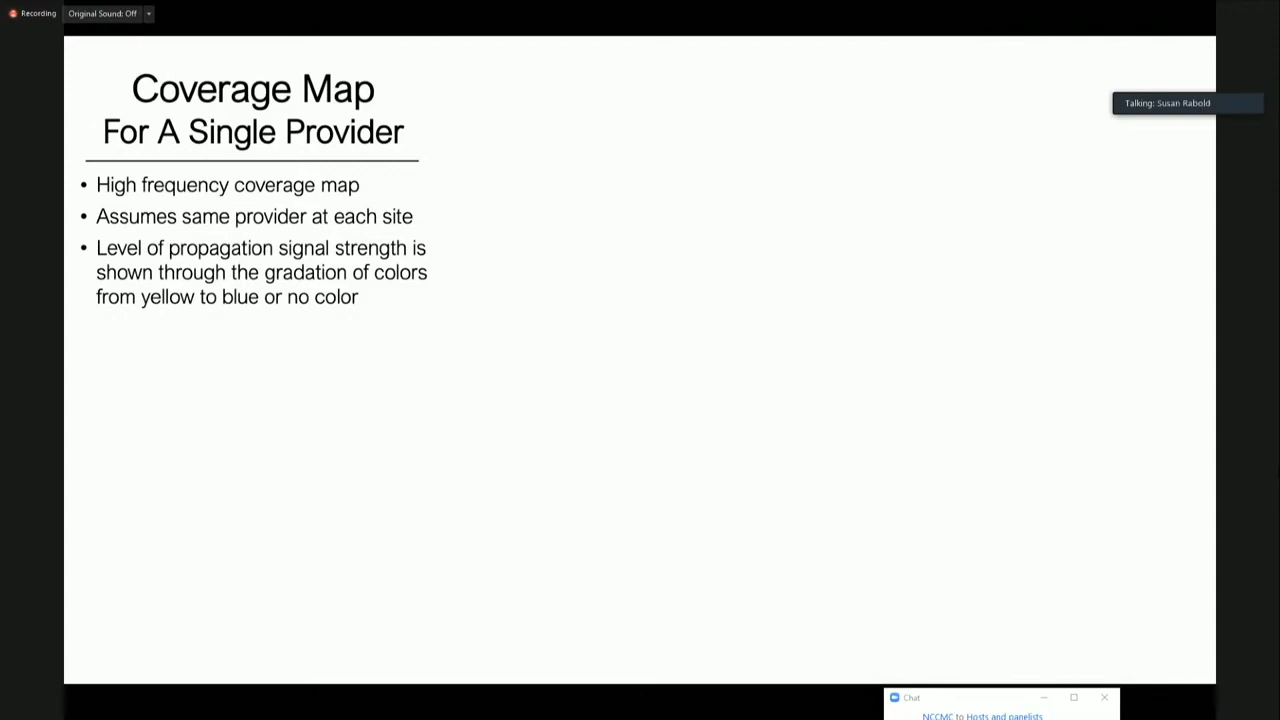 Recording
Original Sound: Off
Coverage Map
For A Single Provider
Talking: Susan Rabold
• High frequency coverage map
• Assumes same provider at each site
• Level of propagation signal strength is
shown through the gradation of colors
from yellow to blue or no color
Chat
NCCMC to Hosts and panelists